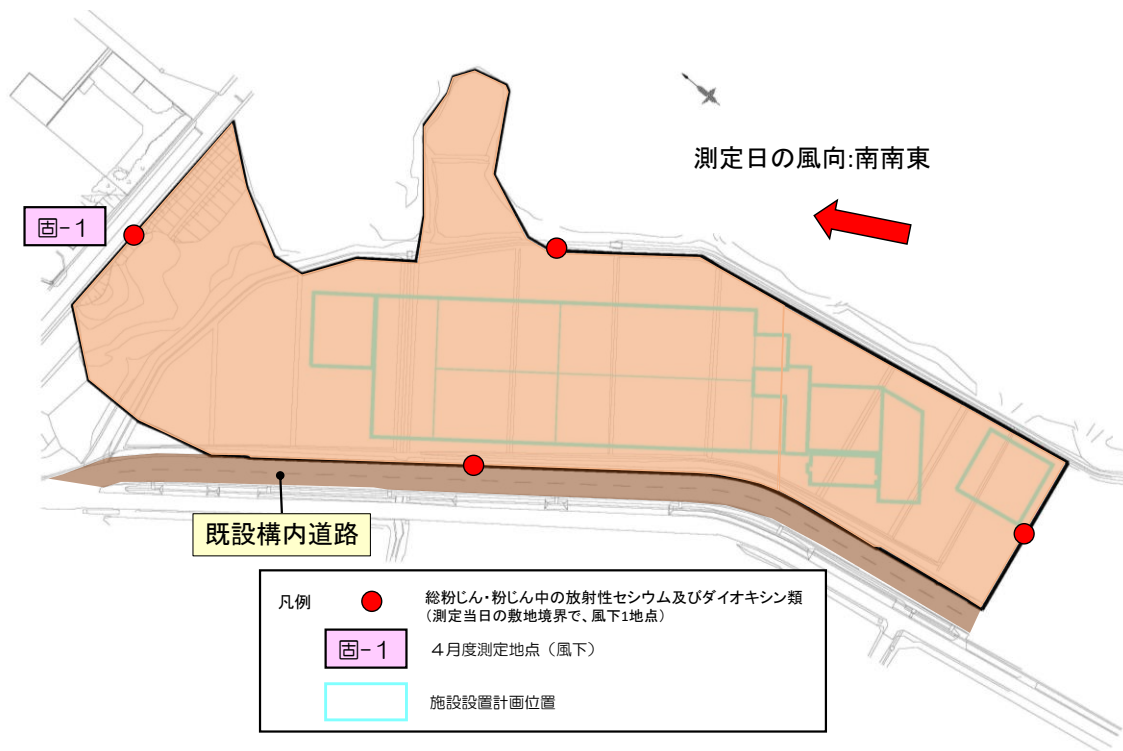 測定日の風向:南南東
固-1
既設構内道路
凡例
総粉じん・粉じん中の放射性セシウム及びダイオキシン類
(測定当日の敷地境界で、風下1地点)
固-1
４月度測定地点（風下）
施設設置計画位置